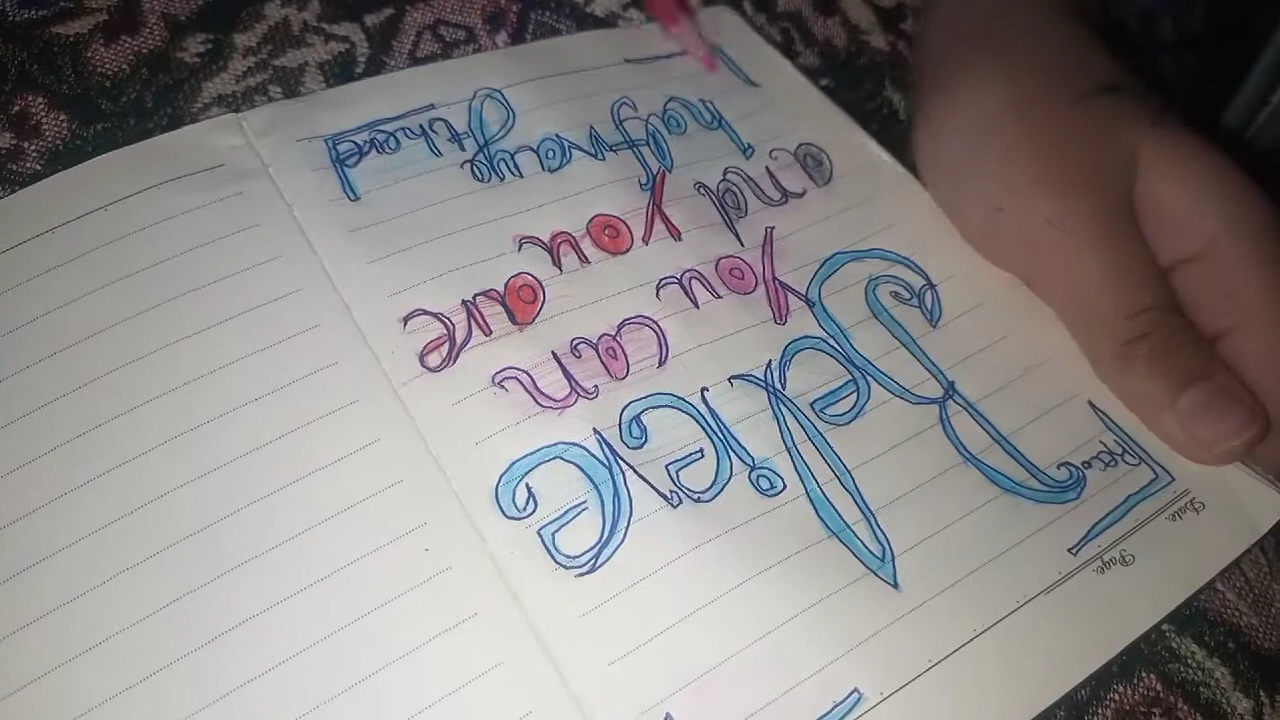 Date.
Page.
Believe
You can
and You are
halfway there